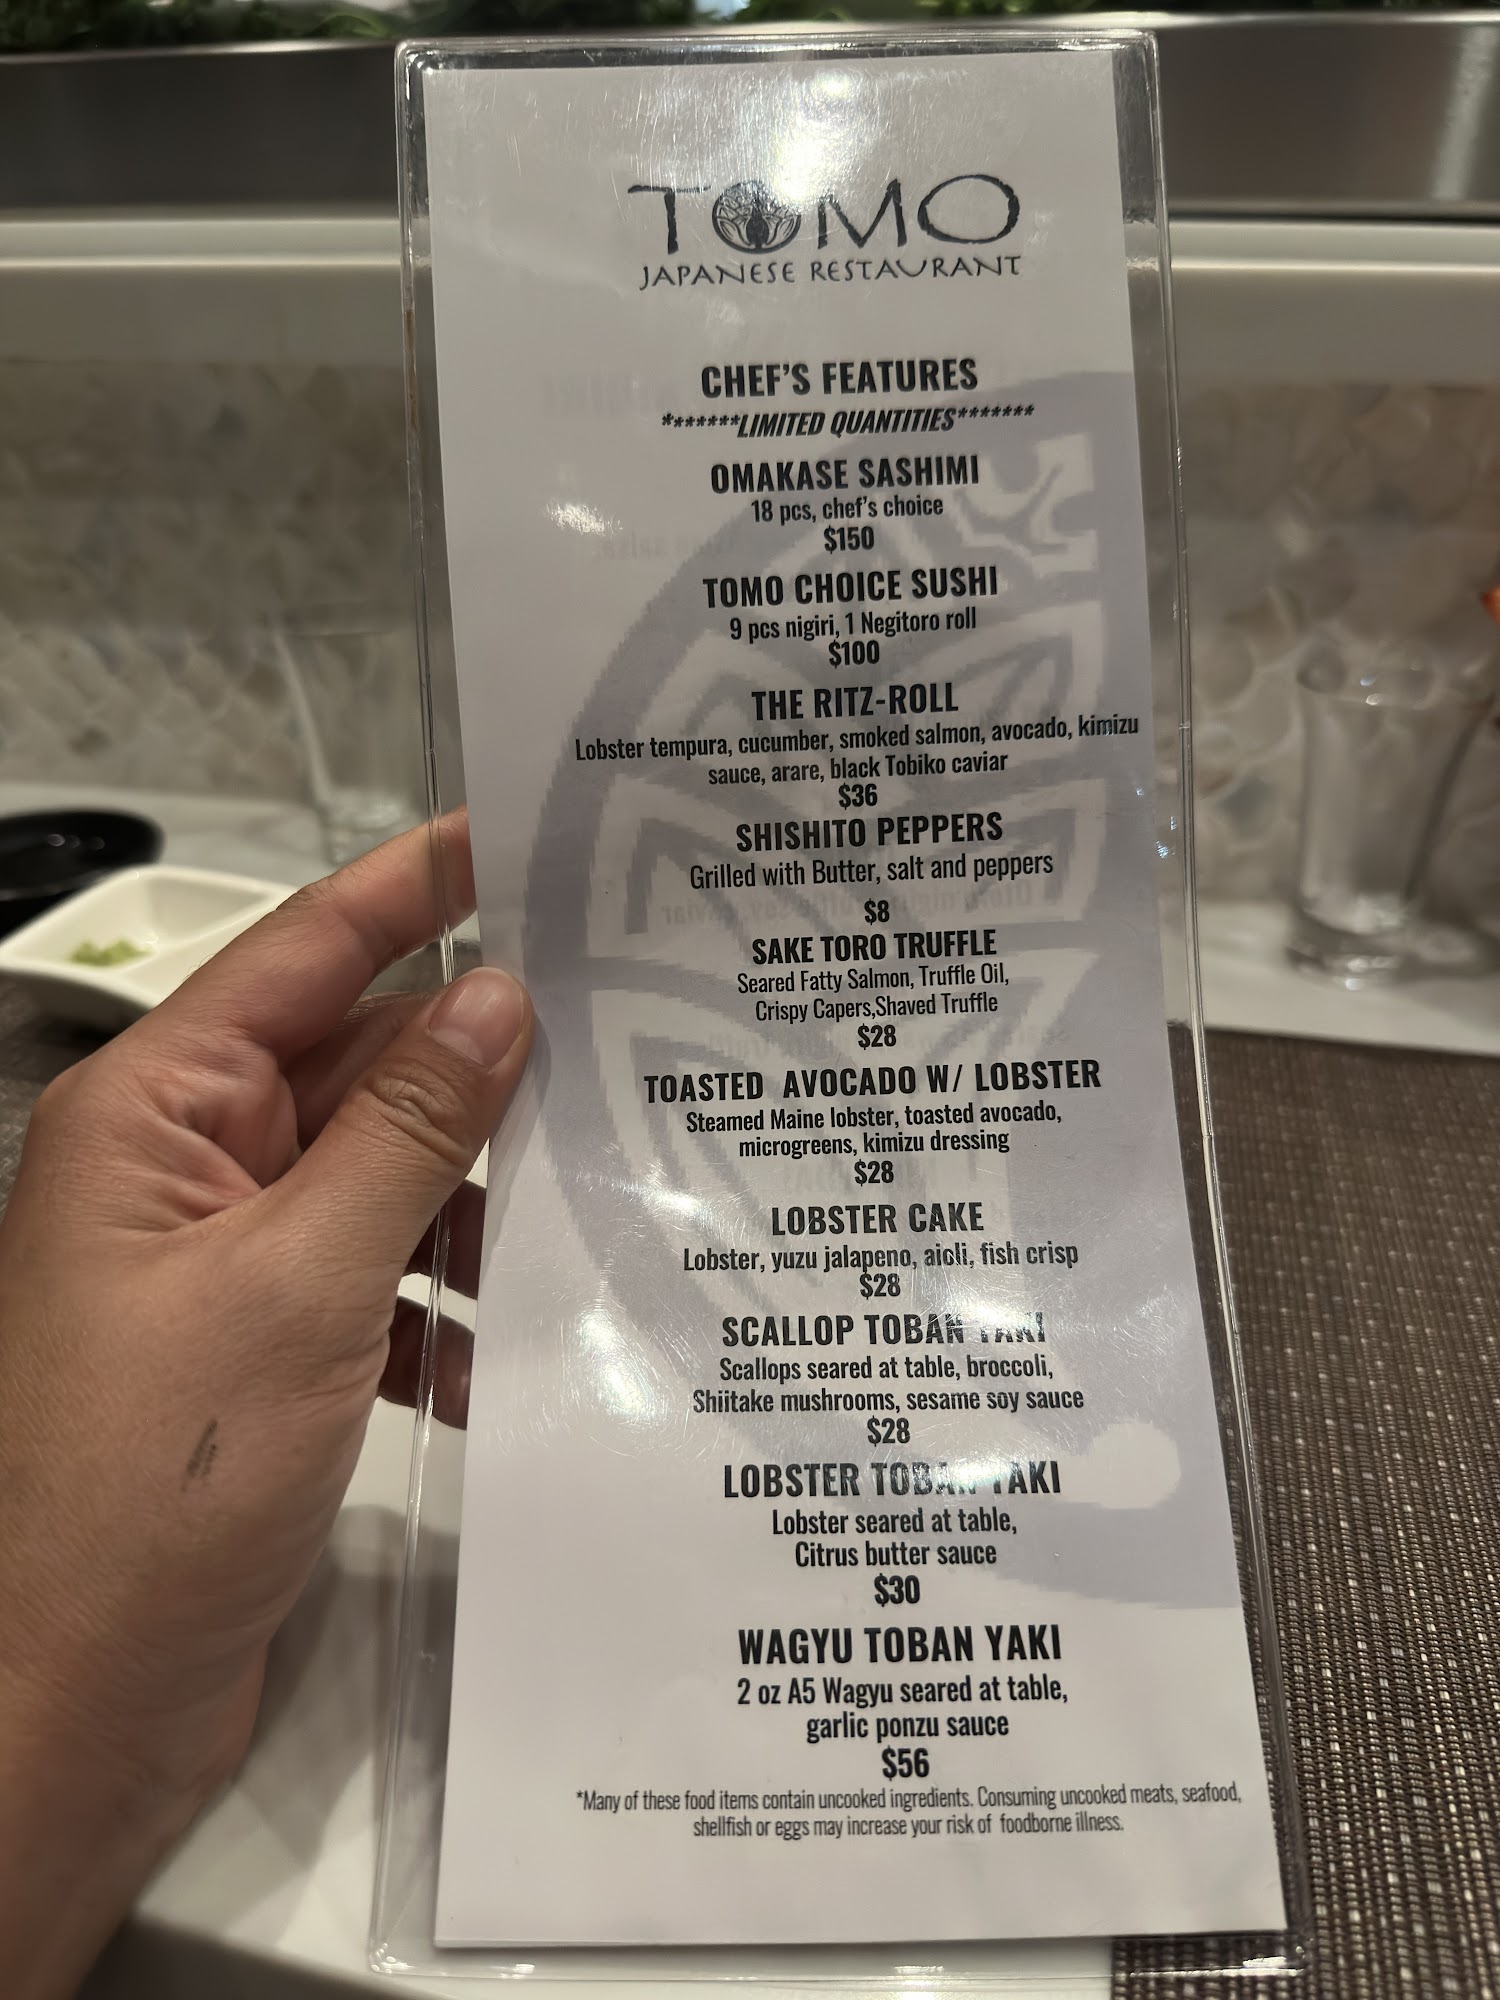 TOMO
JAPANESE RESTAURANT
CHEF'S FEATURES
*******LIMITED QUANTITIES*******
OMAKASE SASHIMI
18 pcs, chef's choice
$150
TOMO CHOICE SUSHI
9 pcs nigiri, 1 Negitoro roll
$100
THE RITZ-ROLL
Lobster tempura, cucumber, smoked salmon, avocado, kimizu
sauce, arare, black Tobiko caviar
$36
SHISHITO PEPPERS
Grilled with Butter, salt and peppers
$8
SAKE TORO TRUFFLE
Seared Fatty Salmon, Truffle Oil,
Crispy Capers,Shaved Truffle
$28
TOASTED AVOCADO W/ LOBSTER
Steamed Maine lobster, toasted avocado,
microgreens, kimizu dressing
$28
LOBSTER CAKE
Lobster, yuzu jalapeno, aioli, fish crisp
$28
SCALLOP TOBAN YAKI
Scallops seared at table, broccoli,
Shiitake mushrooms, sesame soy sauce
$28
LOBSTER TOBAN YAKI
Lobster seared at table,
Citrus butter sauce
$30
WAGYU TOBAN YAKI
2 oz A5 Wagyu seared at table,
garlic ponzu sauce
$56
*Many of these food items contain uncooked ingredients. Consuming uncooked meats, seafood,
shellfish or eggs may increase your risk of foodborne illness.